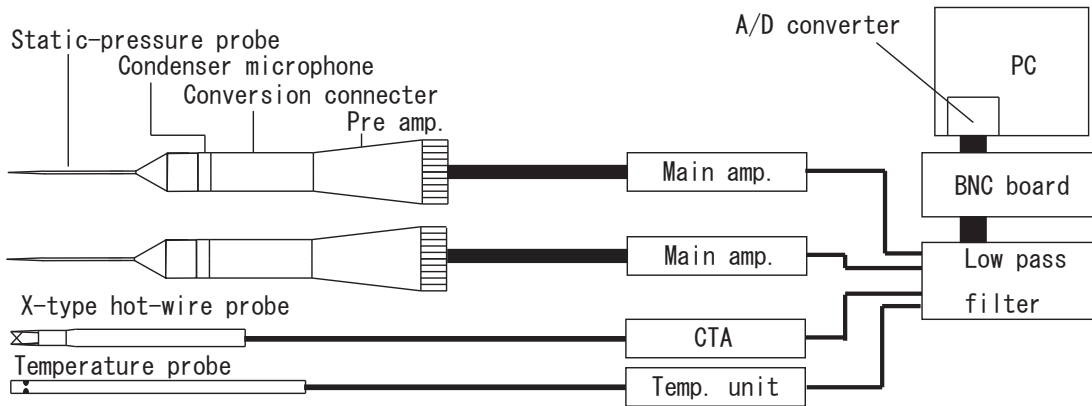 Static-pressure probe
Condenser microphone
Conversion connecter
Pre amp.
A/D converter
PC
Main amp.
BNC board
Main amp.
Low pass
filter
X-type hot-wire probe
CTA
Temperature probe
Temp. unit